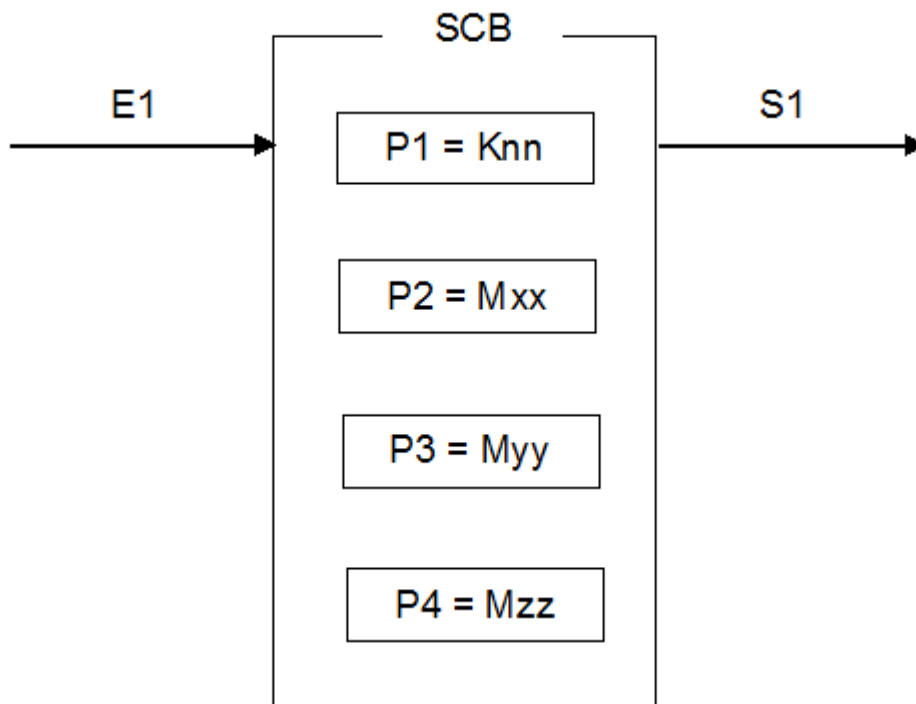 SCB
E1
S1
P1 = Knn
P2 = Mxx
P3 = Myy
P4 = Mzz